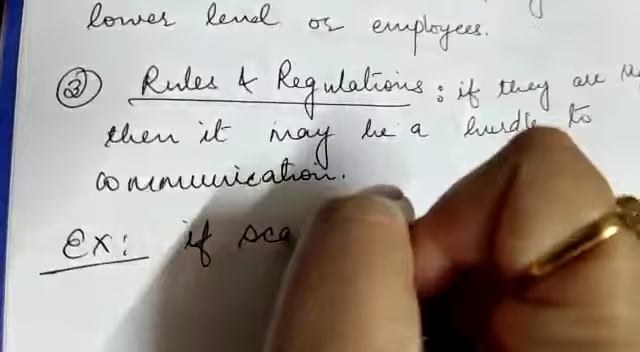 lower level or employees.
③ Rules & Regulations : if they are
then it may be a hurdle to
communication.
Ex: if sca